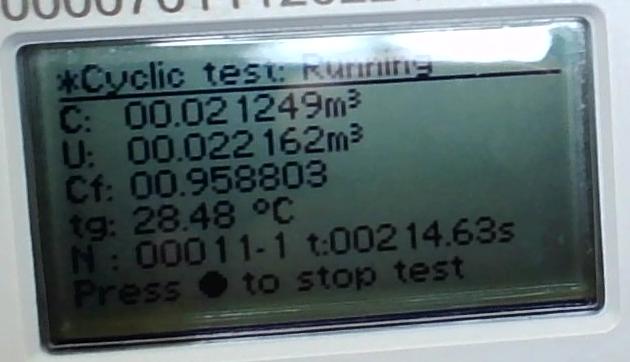 *Cyclic test: Running
C: 00.021249m³
U: 00.022162m³
Cf: 00.958803
tg: 28.48 °C
N : 00011-1 t:00214.63s
Press ● to stop test